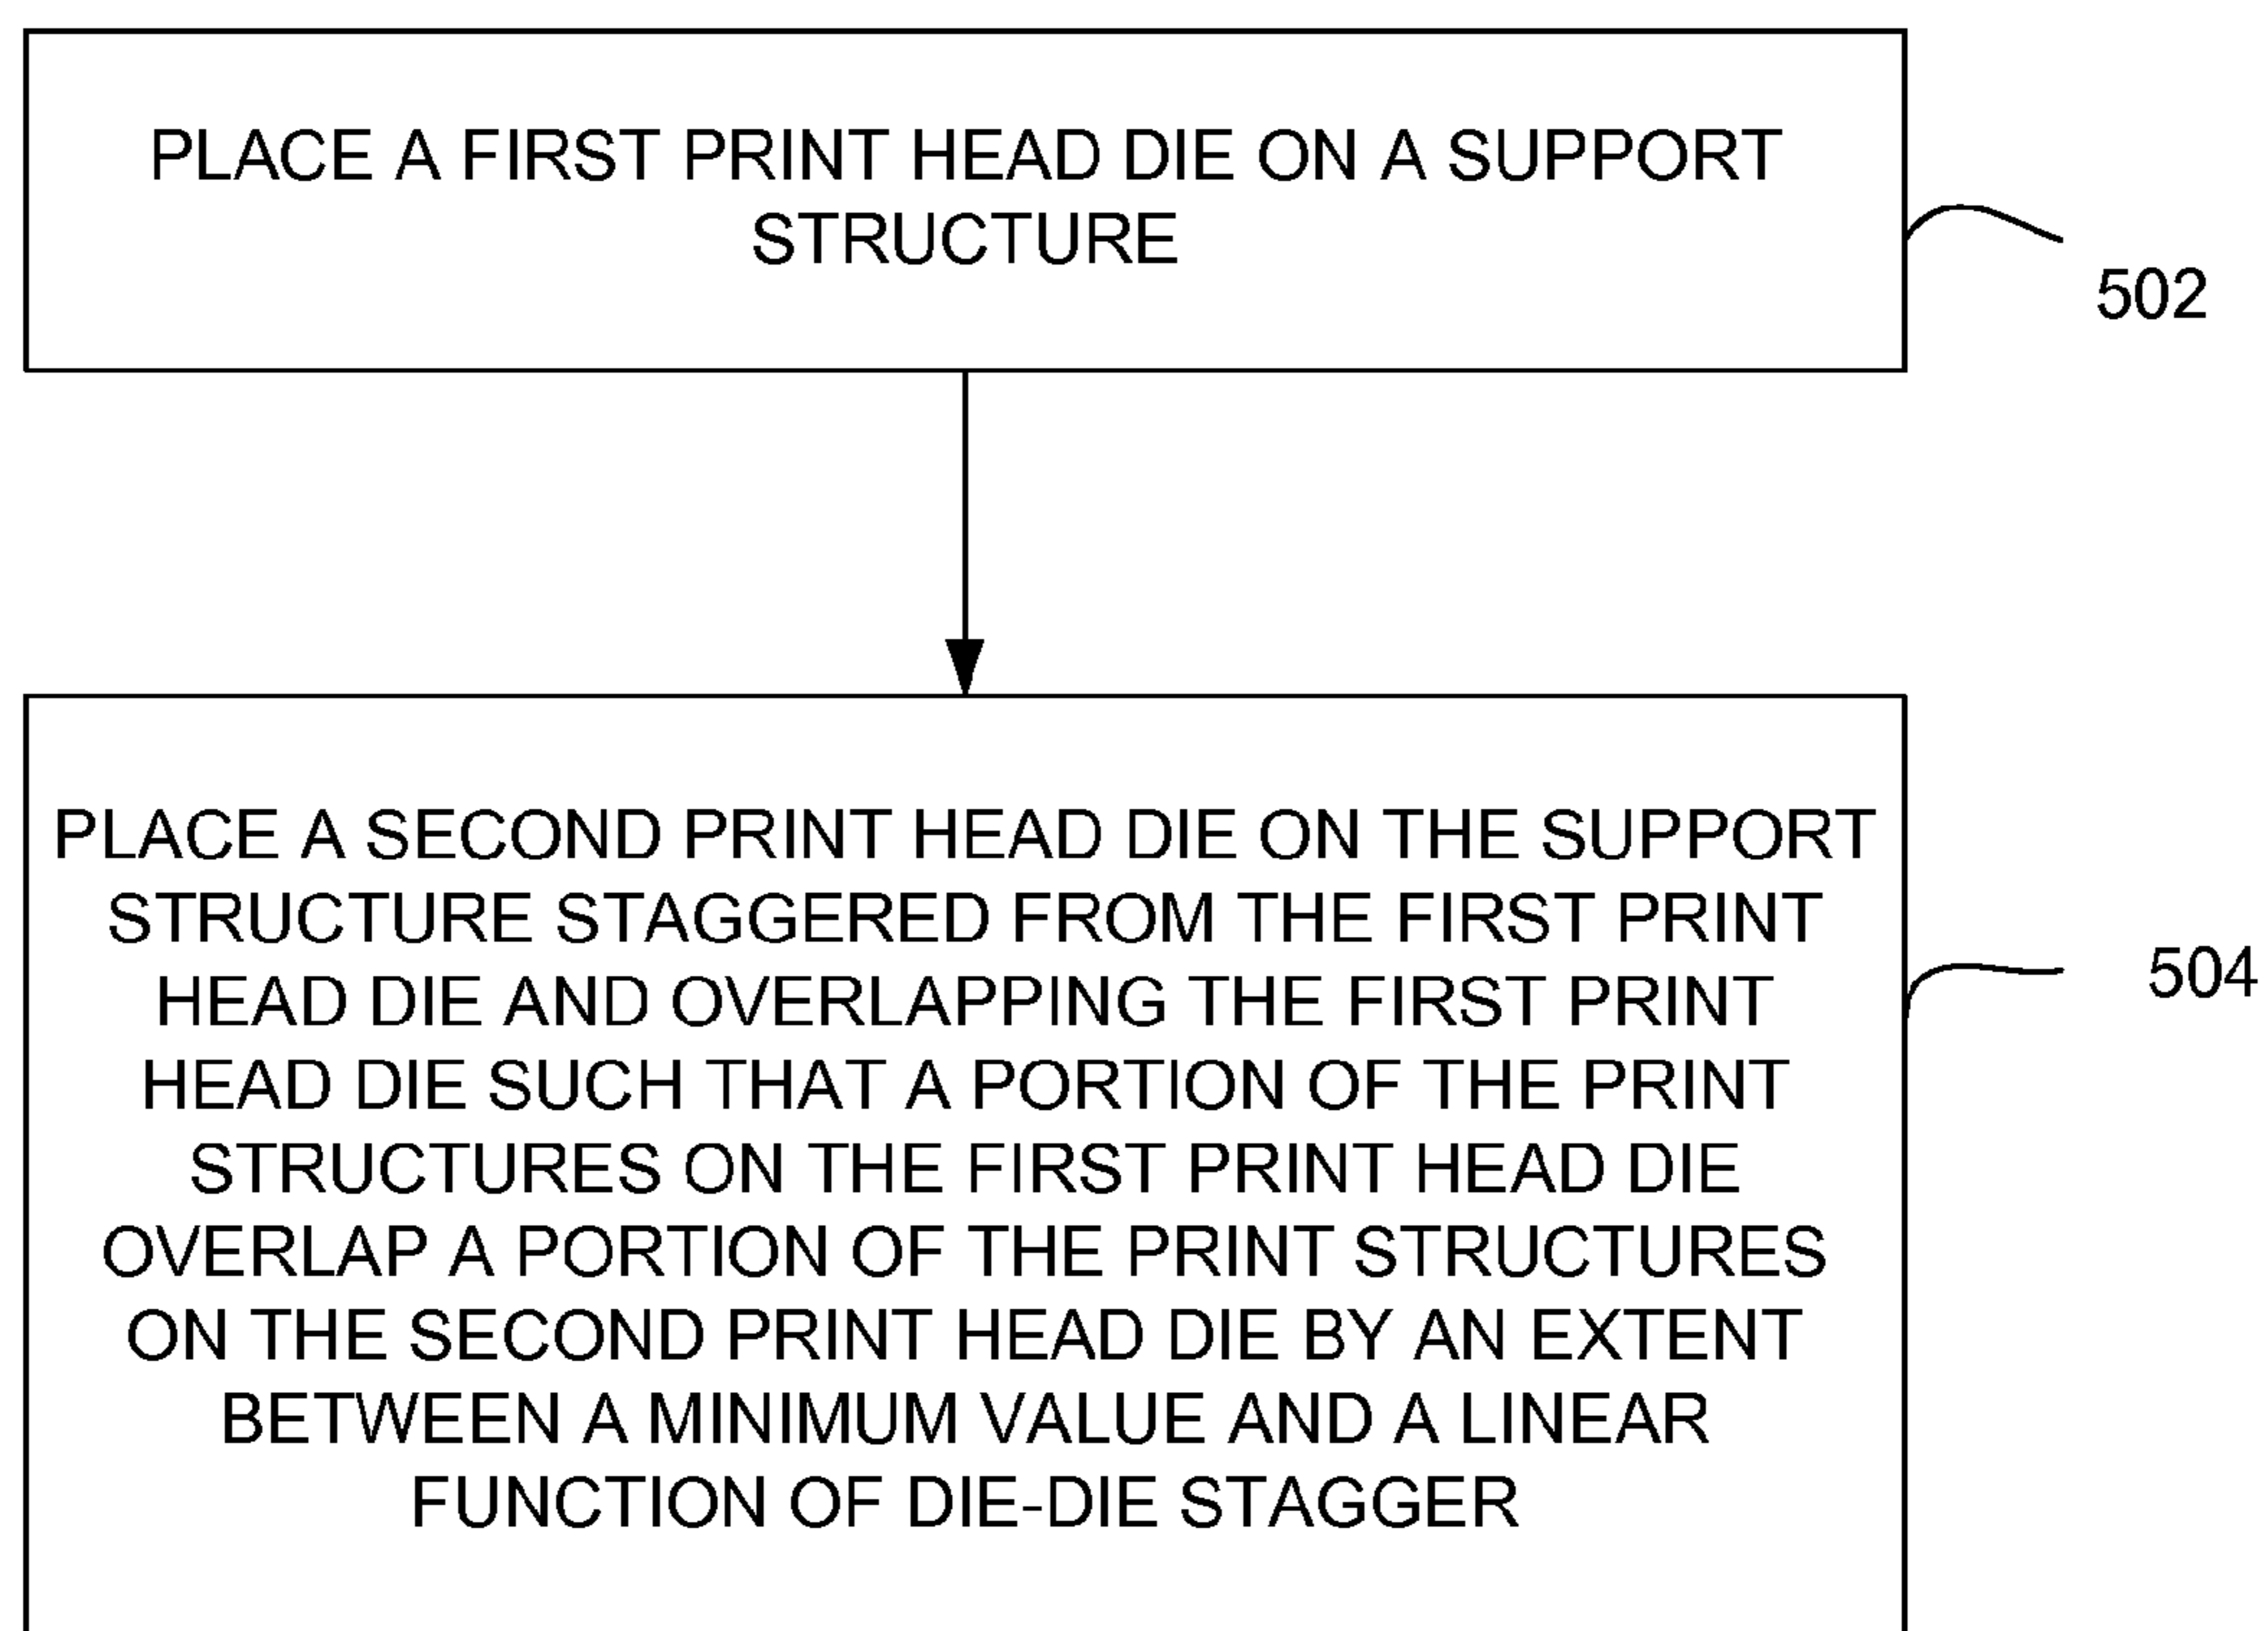 PLACE A FIRST PRINT HEAD DIE ON A SUPPORT
STRUCTURE
502
PLACE A SECOND PRINT HEAD DIE ON THE SUPPORT
STRUCTURE STAGGERED FROM THE FIRST PRINT
HEAD DIE AND OVERLAPPING THE FIRST PRINT
HEAD DIE SUCH THAT A PORTION OF THE PRINT
STRUCTURES ON THE FIRST PRINT HEAD DIE
OVERLAP A PORTION OF THE PRINT STRUCTURES
ON THE SECOND PRINT HEAD DIE BY AN EXTENT
BETWEEN A MINIMUM VALUE AND A LINEAR
FUNCTION OF DIE-DIE STAGGER
504